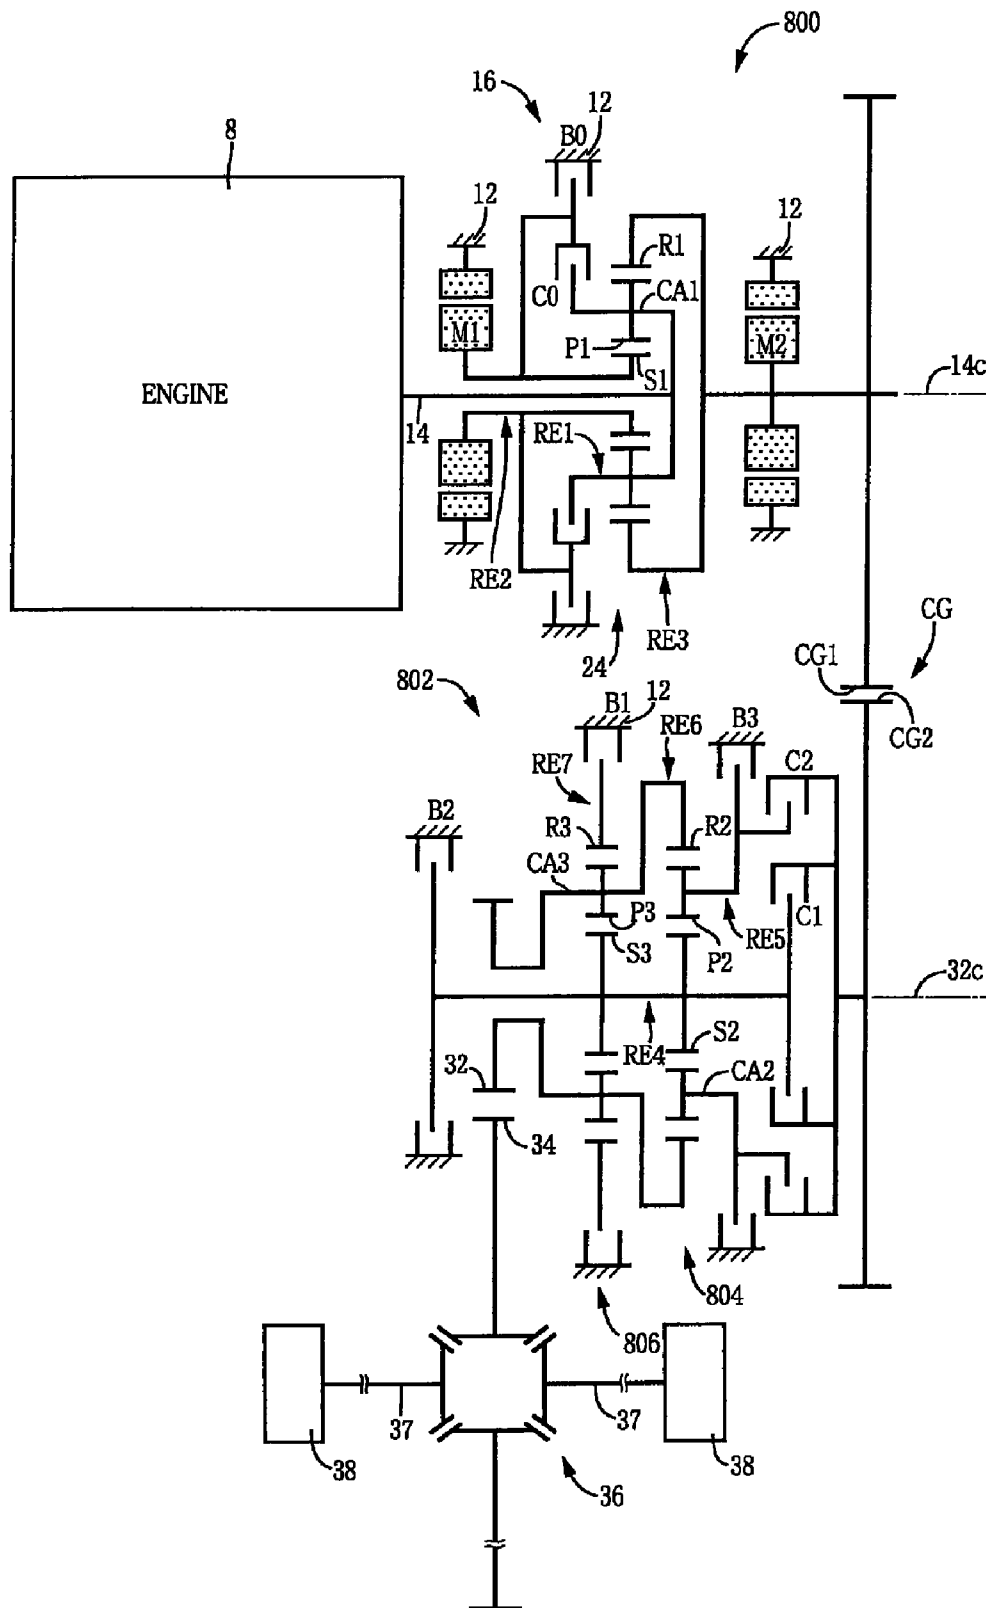 800
16
12
B0
8
12
12
R1
C0
CA1
M1
P1
S1
M2
ENGINE
14c
14
RE1
RE2
RE3
24
CG
CG1
CG2
802
B1
12
RE6
B3
RE7
C2
B2
R3
R2
CA3
P3
C1
S3
P2
RE5
32c
S2
RE4
32
CA2
34
804
806
37
37
38
38
36